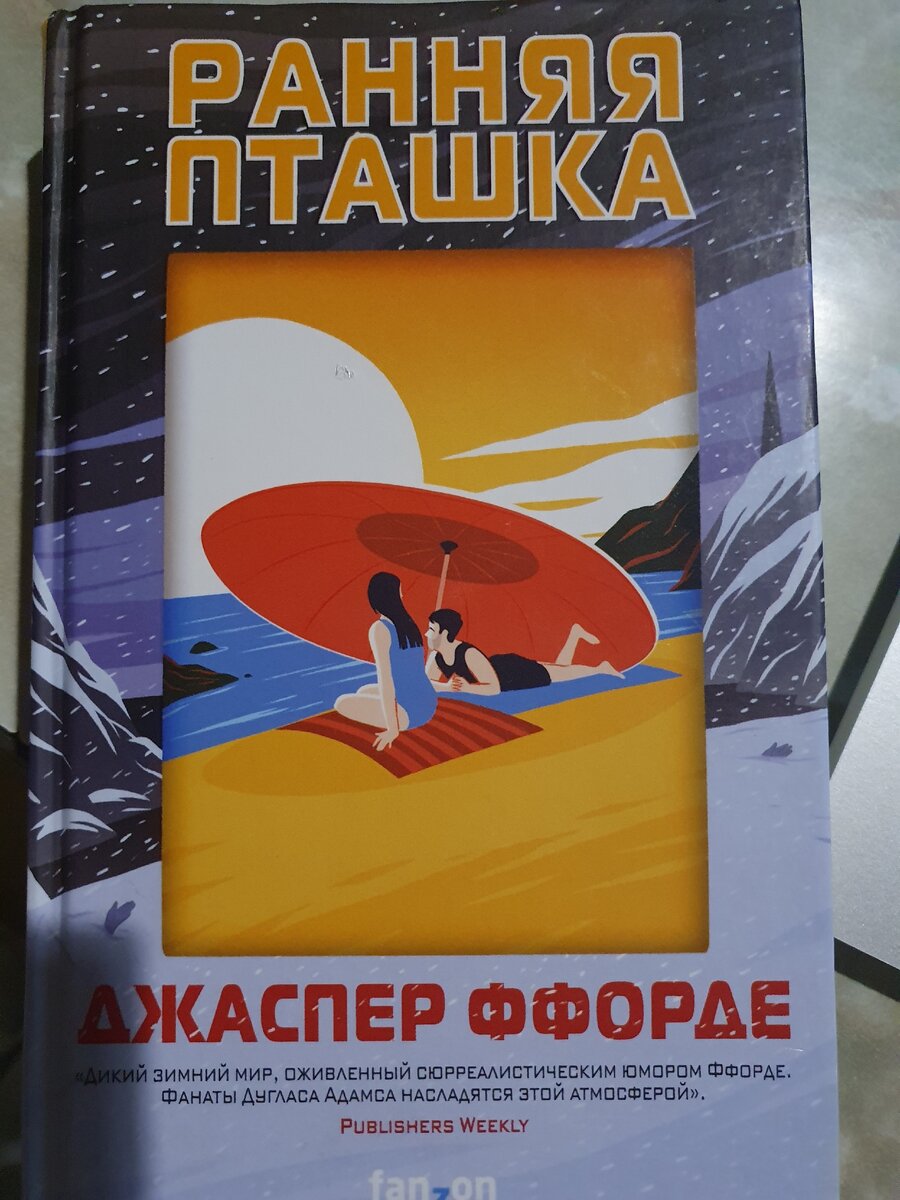 РАННЯЯ
ПТАШКА
ДЖАСПЕР ФФОРДЕ
«Дикий зимний мир, оживленный сюрреалистическим юмором Ффорде.
Фанаты Дугласа Адамса насладятся этой атмосферой».
Publishers Weekly
fanzon